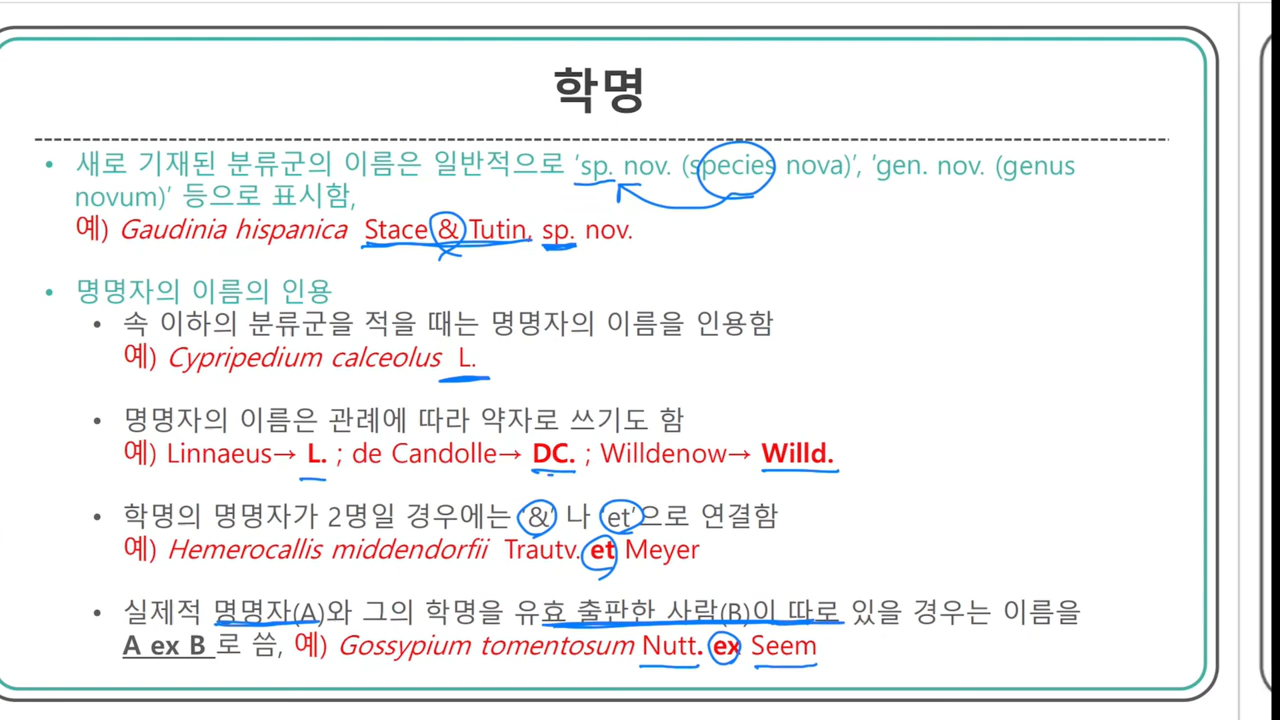 학명
• 새로 기재된 분류군의 이름은 일반적으로 ‘sp. nov. (species nova)’, ‘gen. nov. (genus
novum)’ 등으로 표시함,
예) Gaudinia hispanica Stace & Tutin, sp. nov.
• 명명자의 이름의 인용
• 속 이하의 분류군을 적을 때는 명명자의 이름을 인용함
예) Cypripedium calceolus L.
• 명명자의 이름은 관례에 따라 약자로 쓰기도 함
예) Linnaeus→ L. ; de Candolle→ DC. ; Willdenow→ Willd.
• 학명의 명명자가 2명일 경우에는 ‘&’ 나 ‘et’으로 연결함
예) Hemerocallis middendorfii Trautv. et Meyer
• 실제적 명명자(A)와 그의 학명을 유효 출판한 사람(B)이 따로 있을 경우는 이름을
A ex B 로 씀, 예) Gossypium tomentosum Nutt. ex Seem